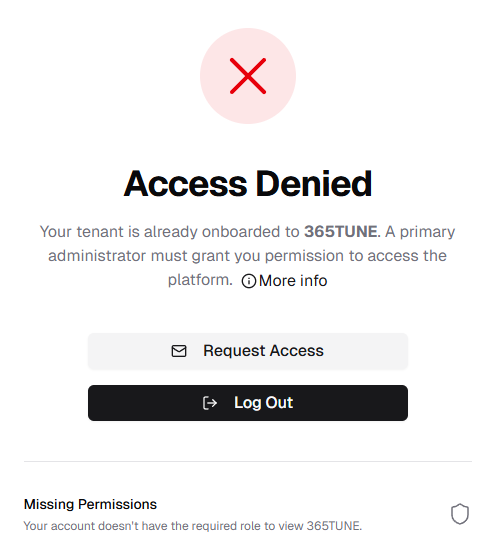 Access Denied
Your tenant is already onboarded to 365TUNE. A primary
administrator must grant you permission to access the
platform. More info
Request Access
Log Out
Missing Permissions
Your account doesn't have the required role to view 365TUNE.